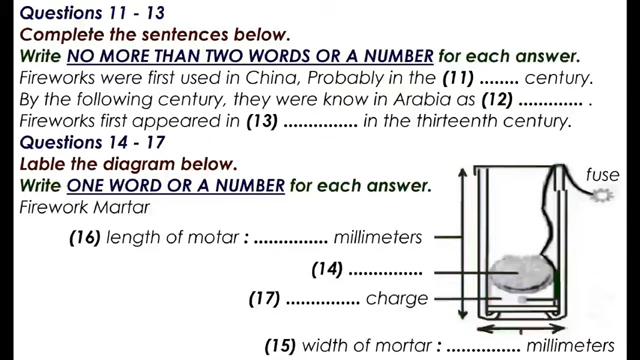 Questions 11 - 13
Complete the sentences below.
Write NO MORE THAN TWO WORDS OR A NUMBER for each answer.
Fireworks were first used in China, Probably in the (11) ........ century.
By the following century, they were know in Arabia as (12) ............. .
Fireworks first appeared in (13) ............... in the thirteenth century.
Questions 14 - 17
Lable the diagram below.
Write ONE WORD OR A NUMBER for each answer.
Firework Martar
fuse
(16) length of motar : ............... millimeters
(14) ...............
(17) ............... charge
(15) width of mortar : ............... millimeters